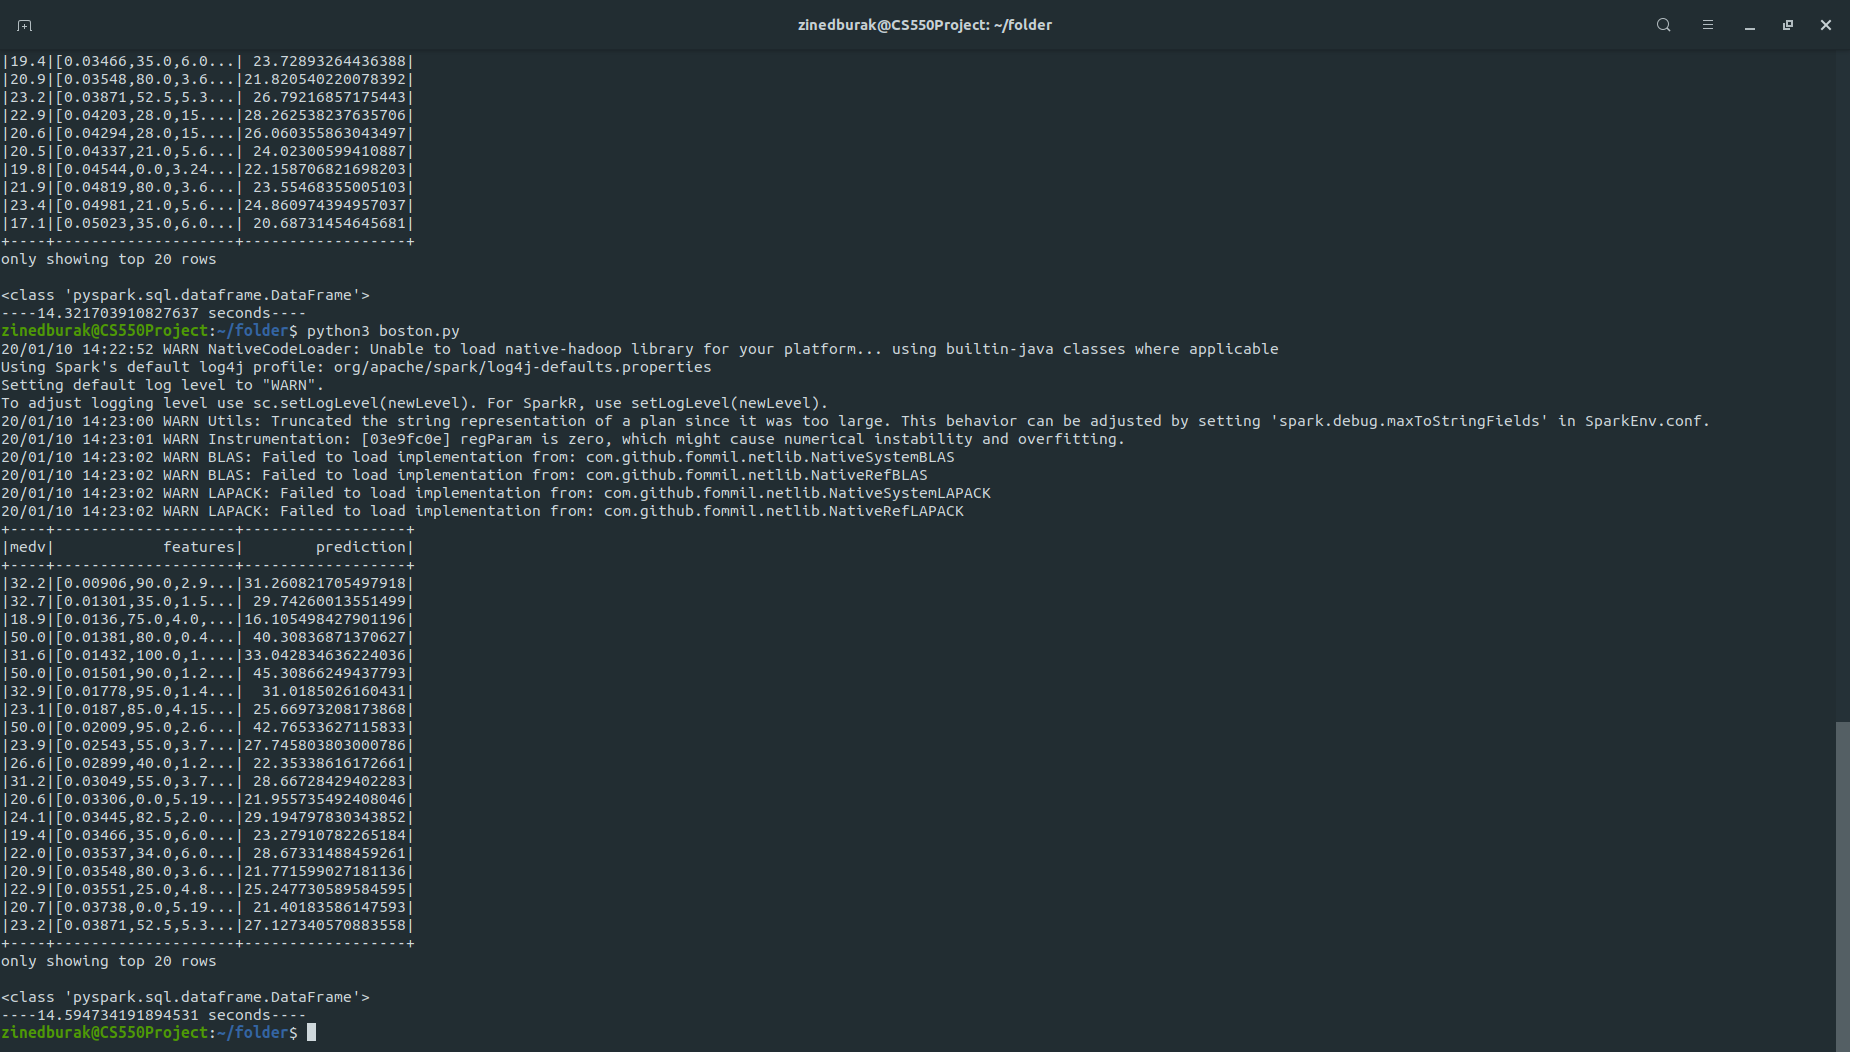 zinedburak@CS550Project: ~/folder
|19.4|[0.03466,35.0,6.0...| 23.72893264436388|
|20.9|[0.03548,80.0,3.6...|21.820540220078392|
|23.2|[0.03871,52.5,5.3...| 26.79216857175443|
|22.9|[0.04203,28.0,15....|28.262538237635706|
|20.6|[0.04294,28.0,15....|26.060355863043497|
|20.5|[0.04337,21.0,5.6...| 24.02300599410887|
|19.8|[0.04544,0.0,3.24...|22.158706821698203|
|21.9|[0.04819,80.0,3.6...| 23.55468355005103|
|23.4|[0.04981,21.0,5.6...|24.860974394957037|
|17.1|[0.05023,35.0,6.0...| 20.68731454645681|
+----+--------------------+------------------+
only showing top 20 rows
<class 'pyspark.sql.dataframe.DataFrame'>
----14.321703910827637 seconds----
zinedburak@CS550Project:~/folder$ python3 boston.py
20/01/10 14:22:52 WARN NativeCodeLoader: Unable to load native-hadoop library for your platform... using builtin-java classes where applicable
Using Spark's default log4j profile: org/apache/spark/log4j-defaults.properties
Setting default log level to "WARN".
To adjust logging level use sc.setLogLevel(newLevel). For SparkR, use setLogLevel(newLevel).
20/01/10 14:23:00 WARN Utils: Truncated the string representation of a plan since it was too large. This behavior can be adjusted by setting 'spark.debug.maxToStringFields' in SparkEnv.conf.
20/01/10 14:23:01 WARN Instrumentation: [03e9fc0e] regParam is zero, which might cause numerical instability and overfitting.
20/01/10 14:23:02 WARN BLAS: Failed to load implementation from: com.github.fommil.netlib.NativeSystemBLAS
20/01/10 14:23:02 WARN BLAS: Failed to load implementation from: com.github.fommil.netlib.NativeRefBLAS
20/01/10 14:23:02 WARN LAPACK: Failed to load implementation from: com.github.fommil.netlib.NativeSystemLAPACK
20/01/10 14:23:02 WARN LAPACK: Failed to load implementation from: com.github.fommil.netlib.NativeRefLAPACK
+----+--------------------+------------------+
|medv|            features|        prediction|
+----+--------------------+------------------+
|32.2|[0.00906,90.0,2.9...|31.260821705497918|
|32.7|[0.01301,35.0,1.5...| 29.74260013551499|
|18.9|[0.0136,75.0,4.0,...|16.105498427901196|
|50.0|[0.01381,80.0,0.4...| 40.30836871370627|
|31.6|[0.01432,100.0,1....|33.042834636224036|
|50.0|[0.01501,90.0,1.2...| 45.30866249437793|
|32.9|[0.01778,95.0,1.4...|  31.0185026160431|
|23.1|[0.0187,85.0,4.15...| 25.66973208173868|
|50.0|[0.02009,95.0,2.6...| 42.76533627115833|
|23.9|[0.02543,55.0,3.7...|27.745803803000786|
|26.6|[0.02899,40.0,1.2...| 22.35338616172661|
|31.2|[0.03049,55.0,3.7...| 28.66728429402283|
|20.6|[0.03306,0.0,5.19...|21.955735492408046|
|24.1|[0.03445,82.5,2.0...|29.194797830343852|
|19.4|[0.03466,35.0,6.0...| 23.27910782265184|
|22.0|[0.03537,34.0,6.0...| 28.67331488459261|
|20.9|[0.03548,80.0,3.6...|21.771599027181136|
|22.9|[0.03551,25.0,4.8...|25.247730589584595|
|20.7|[0.03738,0.0,5.19...| 21.40183586147593|
|23.2|[0.03871,52.5,5.3...|27.127340570883558|
+----+--------------------+------------------+
only showing top 20 rows
<class 'pyspark.sql.dataframe.DataFrame'>
----14.594734191894531 seconds----
zinedburak@CS550Project:~/folder$